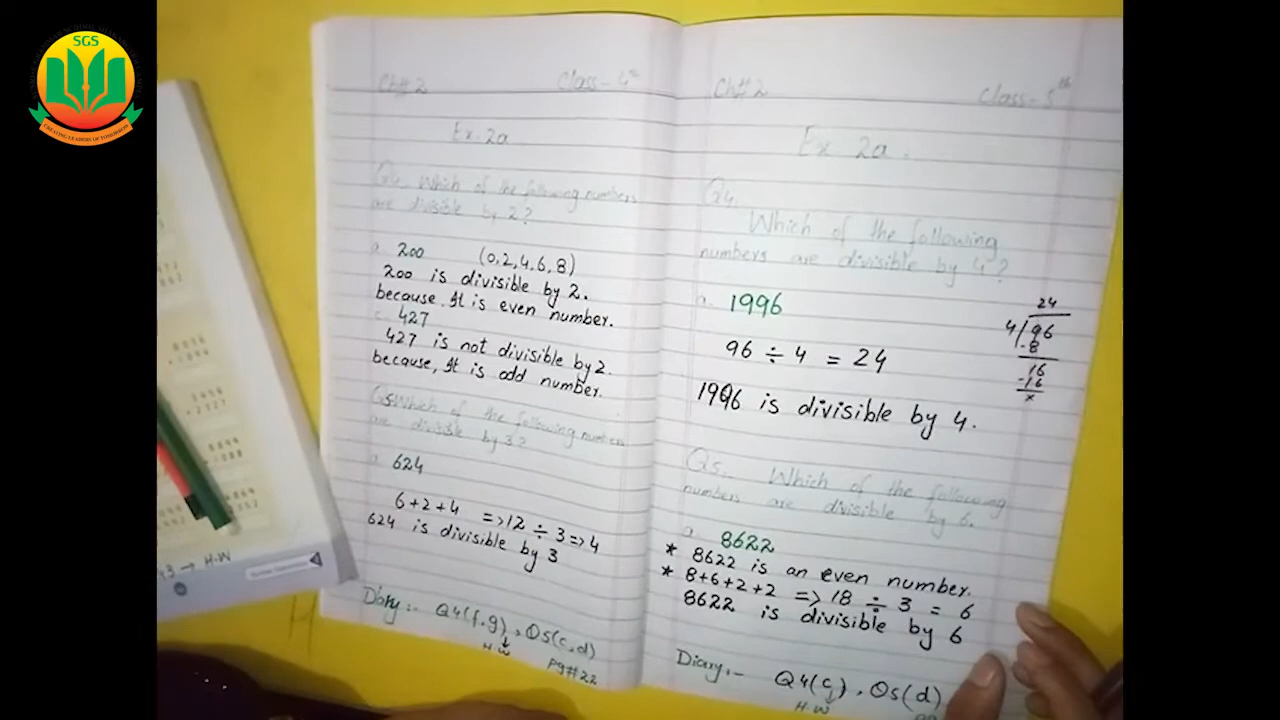 SGS
CREATING LEADERS OF TOMORROW
Ch# 2 Class- 4th
Ex. 2a
Q4. Which of the following numbers
are divisible by 2?
a. 200 (0,2,4,6,8)
200 is divisible by 2.
because It is even number.
c. 427
427 is not divisible by 2
because, It is odd number.
Q5. Which of the following numbers
are divisible by 3?
a. 624
6+2+4 => 12 ÷ 3 => 4
624 is divisible by 3
Diary:- Q4(f,g), Q5(c,d)
H.W Pg#22
Ch# 2 Class- 5th
Ex 2a.
Q4.
Which of the following
numbers are divisible by 4?
a. 1996
96 ÷ 4 = 24
1996 is divisible by 4.
24
4/96
-8
16
-16
x
Q5. Which of the following
numbers are divisible by 6.
a 8622
* 8622 is an even number.
* 8+6+2+2 => 18 ÷ 3 = 6
8622 is divisible by 6
Diary:- Q4(c), Q5(d)
H.W
→ H.W